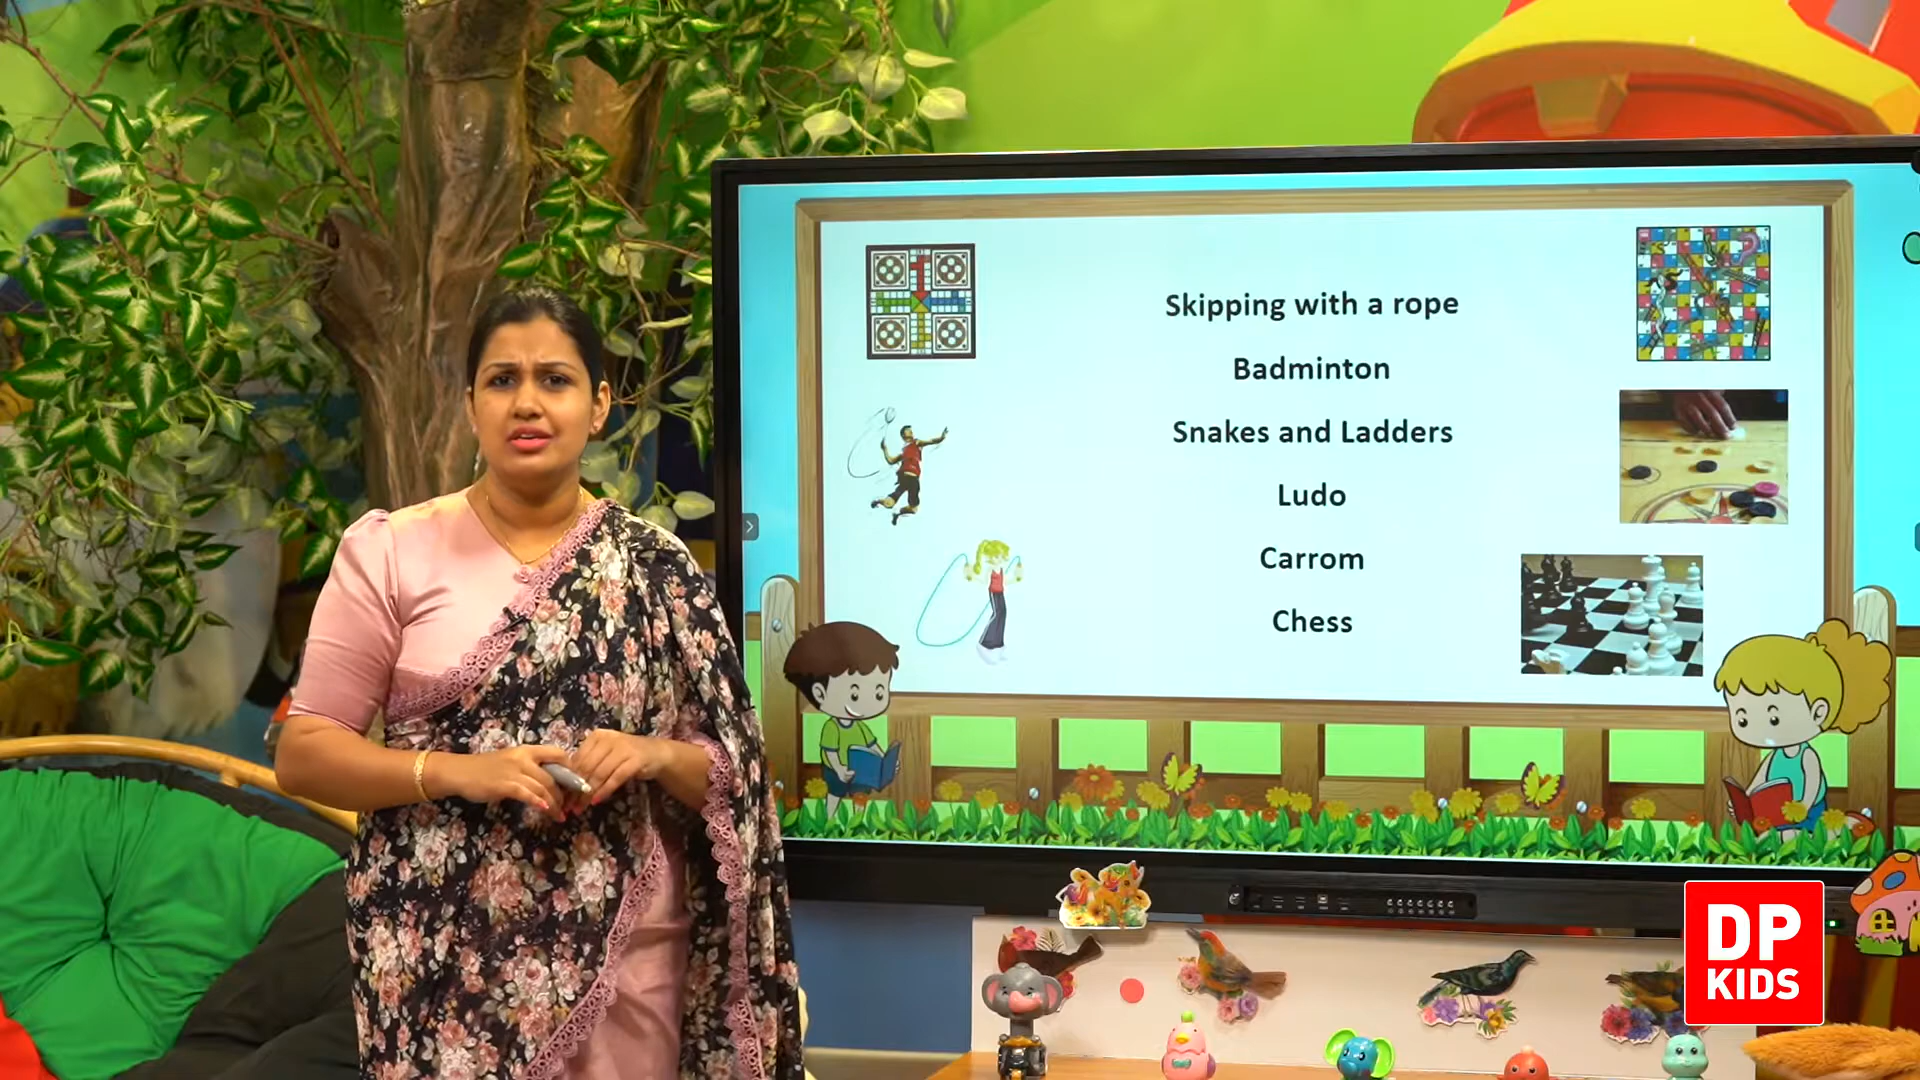 Skipping with a rope
Badminton
Snakes and Ladders
Ludo
Carrom
Chess
DP
KIDS